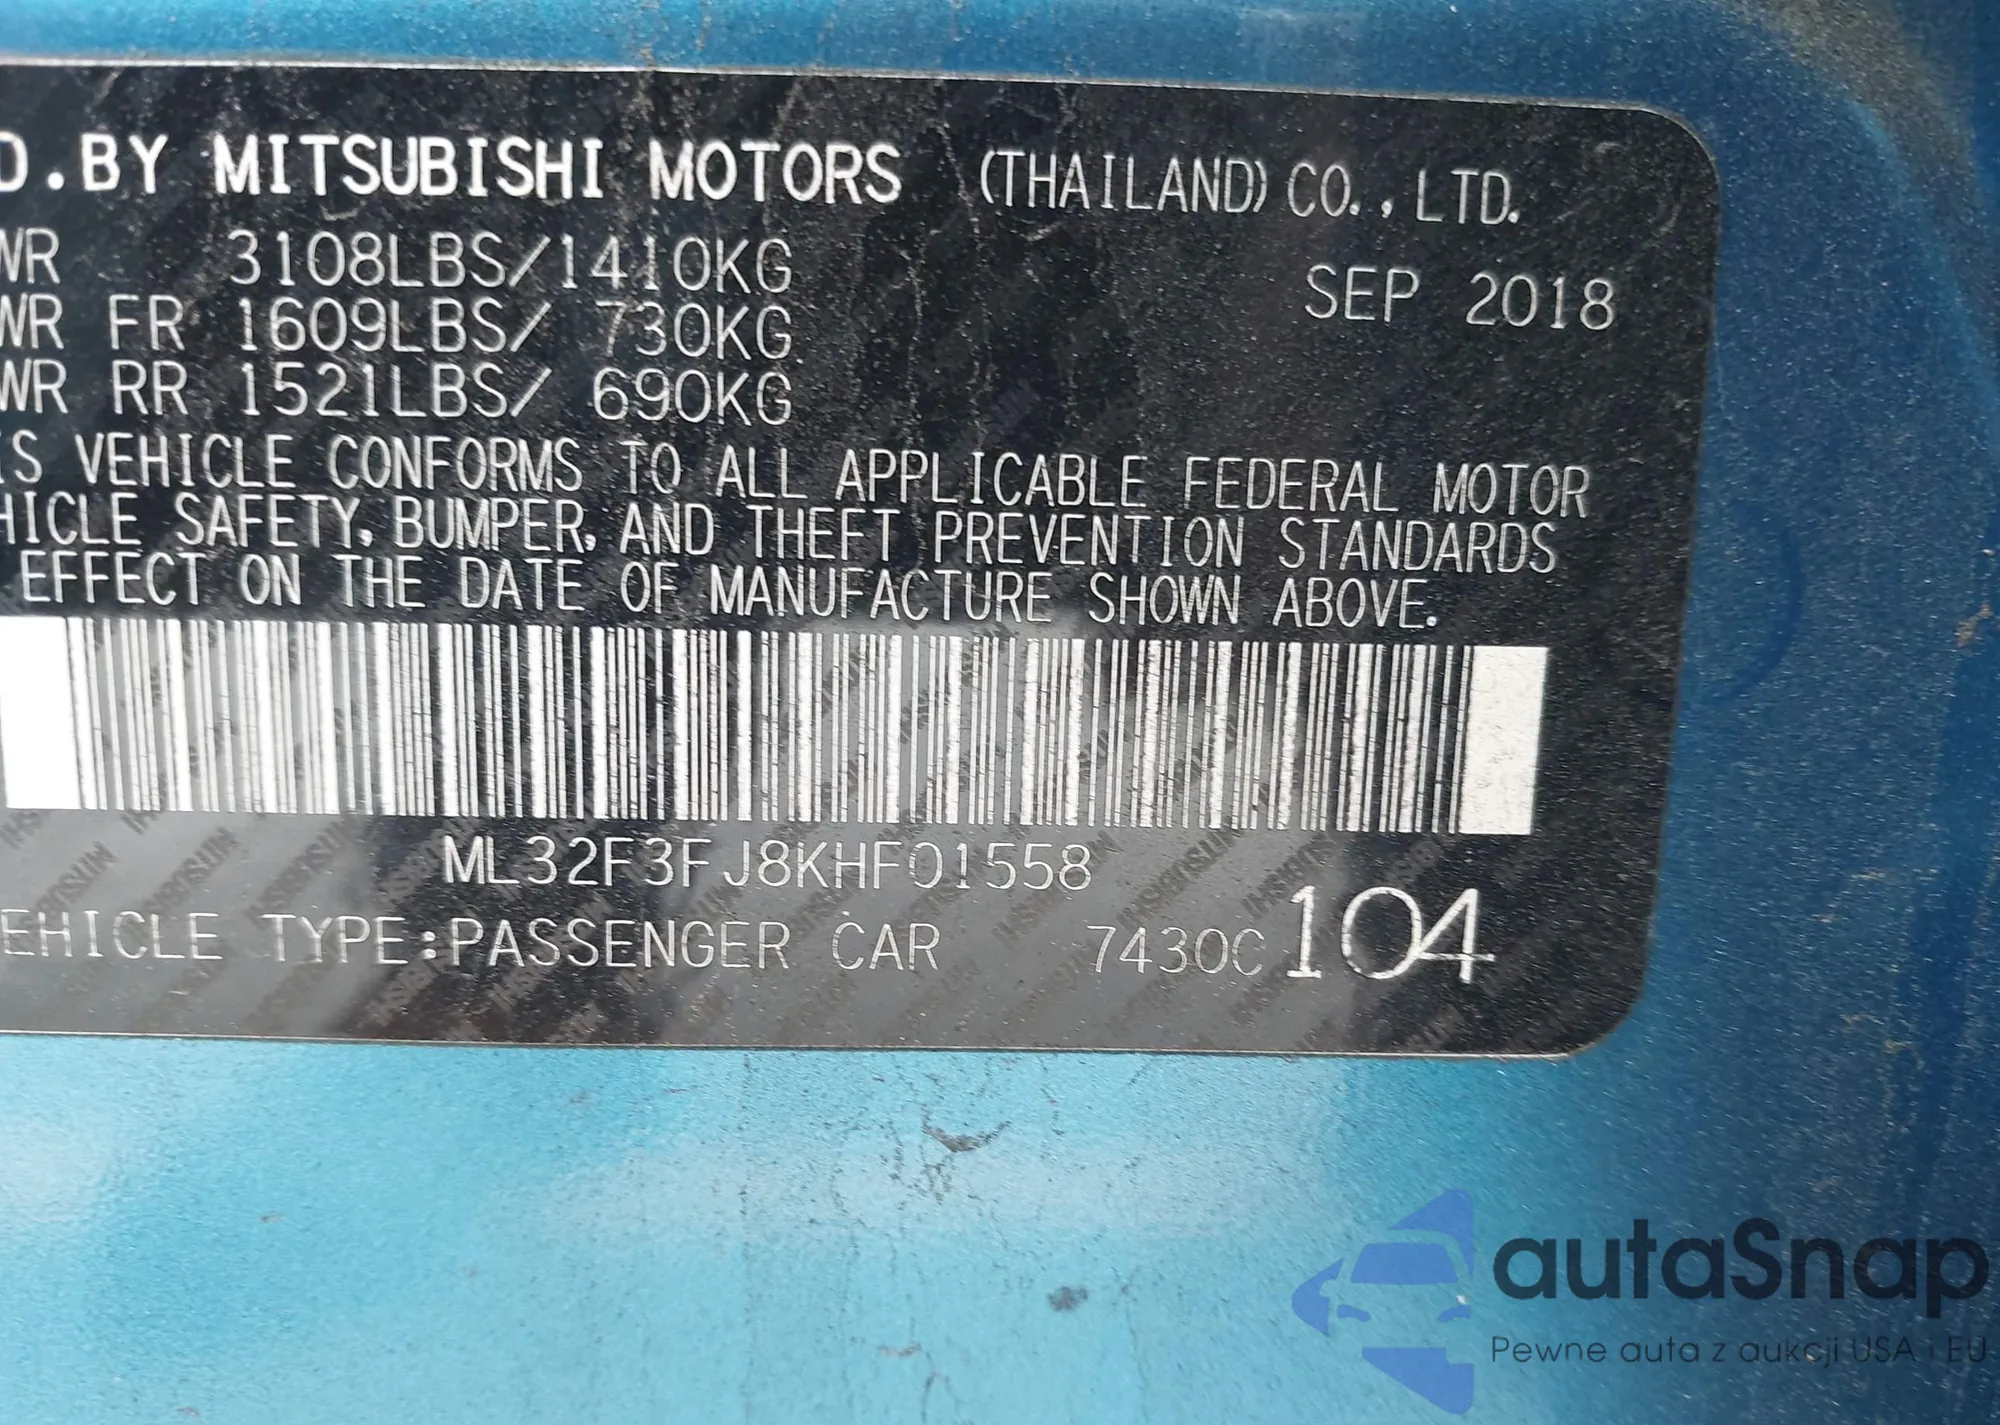 D.BY MITSUBISHI MOTORS (THAILAND) CO.,LTD.
WR 3108LBS/1410KG SEP 2018
WR FR 1609LBS/ 730KG
WR RR 1521LBS/ 690KG
IS VEHICLE CONFORMS TO ALL APPLICABLE FEDERAL MOTOR
HICLE SAFETY, BUMPER, AND THEFT PREVENTION STANDARDS
EFFECT ON THE DATE OF MANUFACTURE SHOWN ABOVE.
ML32F3FJ8KHF01558
EHICLE TYPE:PASSENGER CAR 7430C 104
autaSnap
Pewne auta z aukcji USA i EU